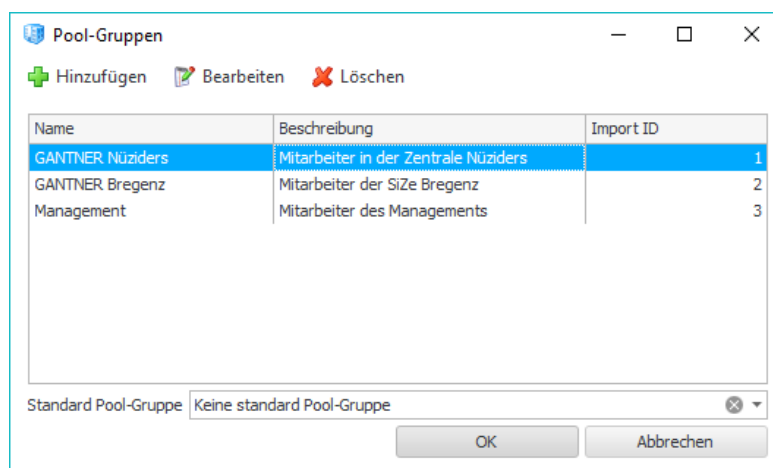 Pool-Gruppen
Hinzufügen Bearbeiten Löschen
Name Beschreibung Import ID
GANTNER Nüziders Mitarbeiter in der Zentrale Nüziders 1
GANTNER Bregenz Mitarbeiter der SiZe Bregenz 2
Management Mitarbeiter des Managements 3
Standard Pool-Gruppe Keine standard Pool-Gruppe
OK Abbrechen